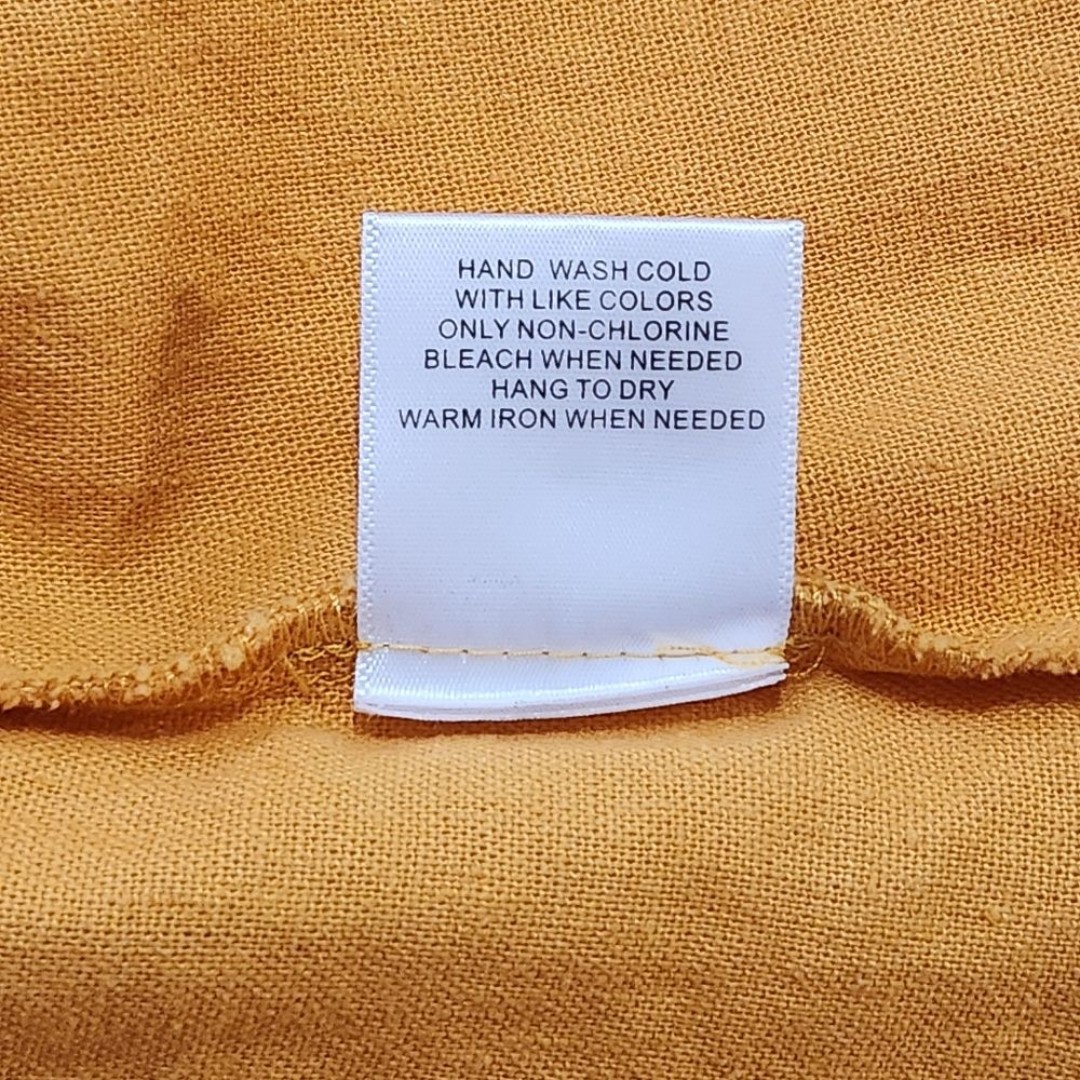 HAND WASH COLD
WITH LIKE COLORS
ONLY NON-CHLORINE
BLEACH WHEN NEEDED
HANG TO DRY
WARM IRON WHEN NEEDED